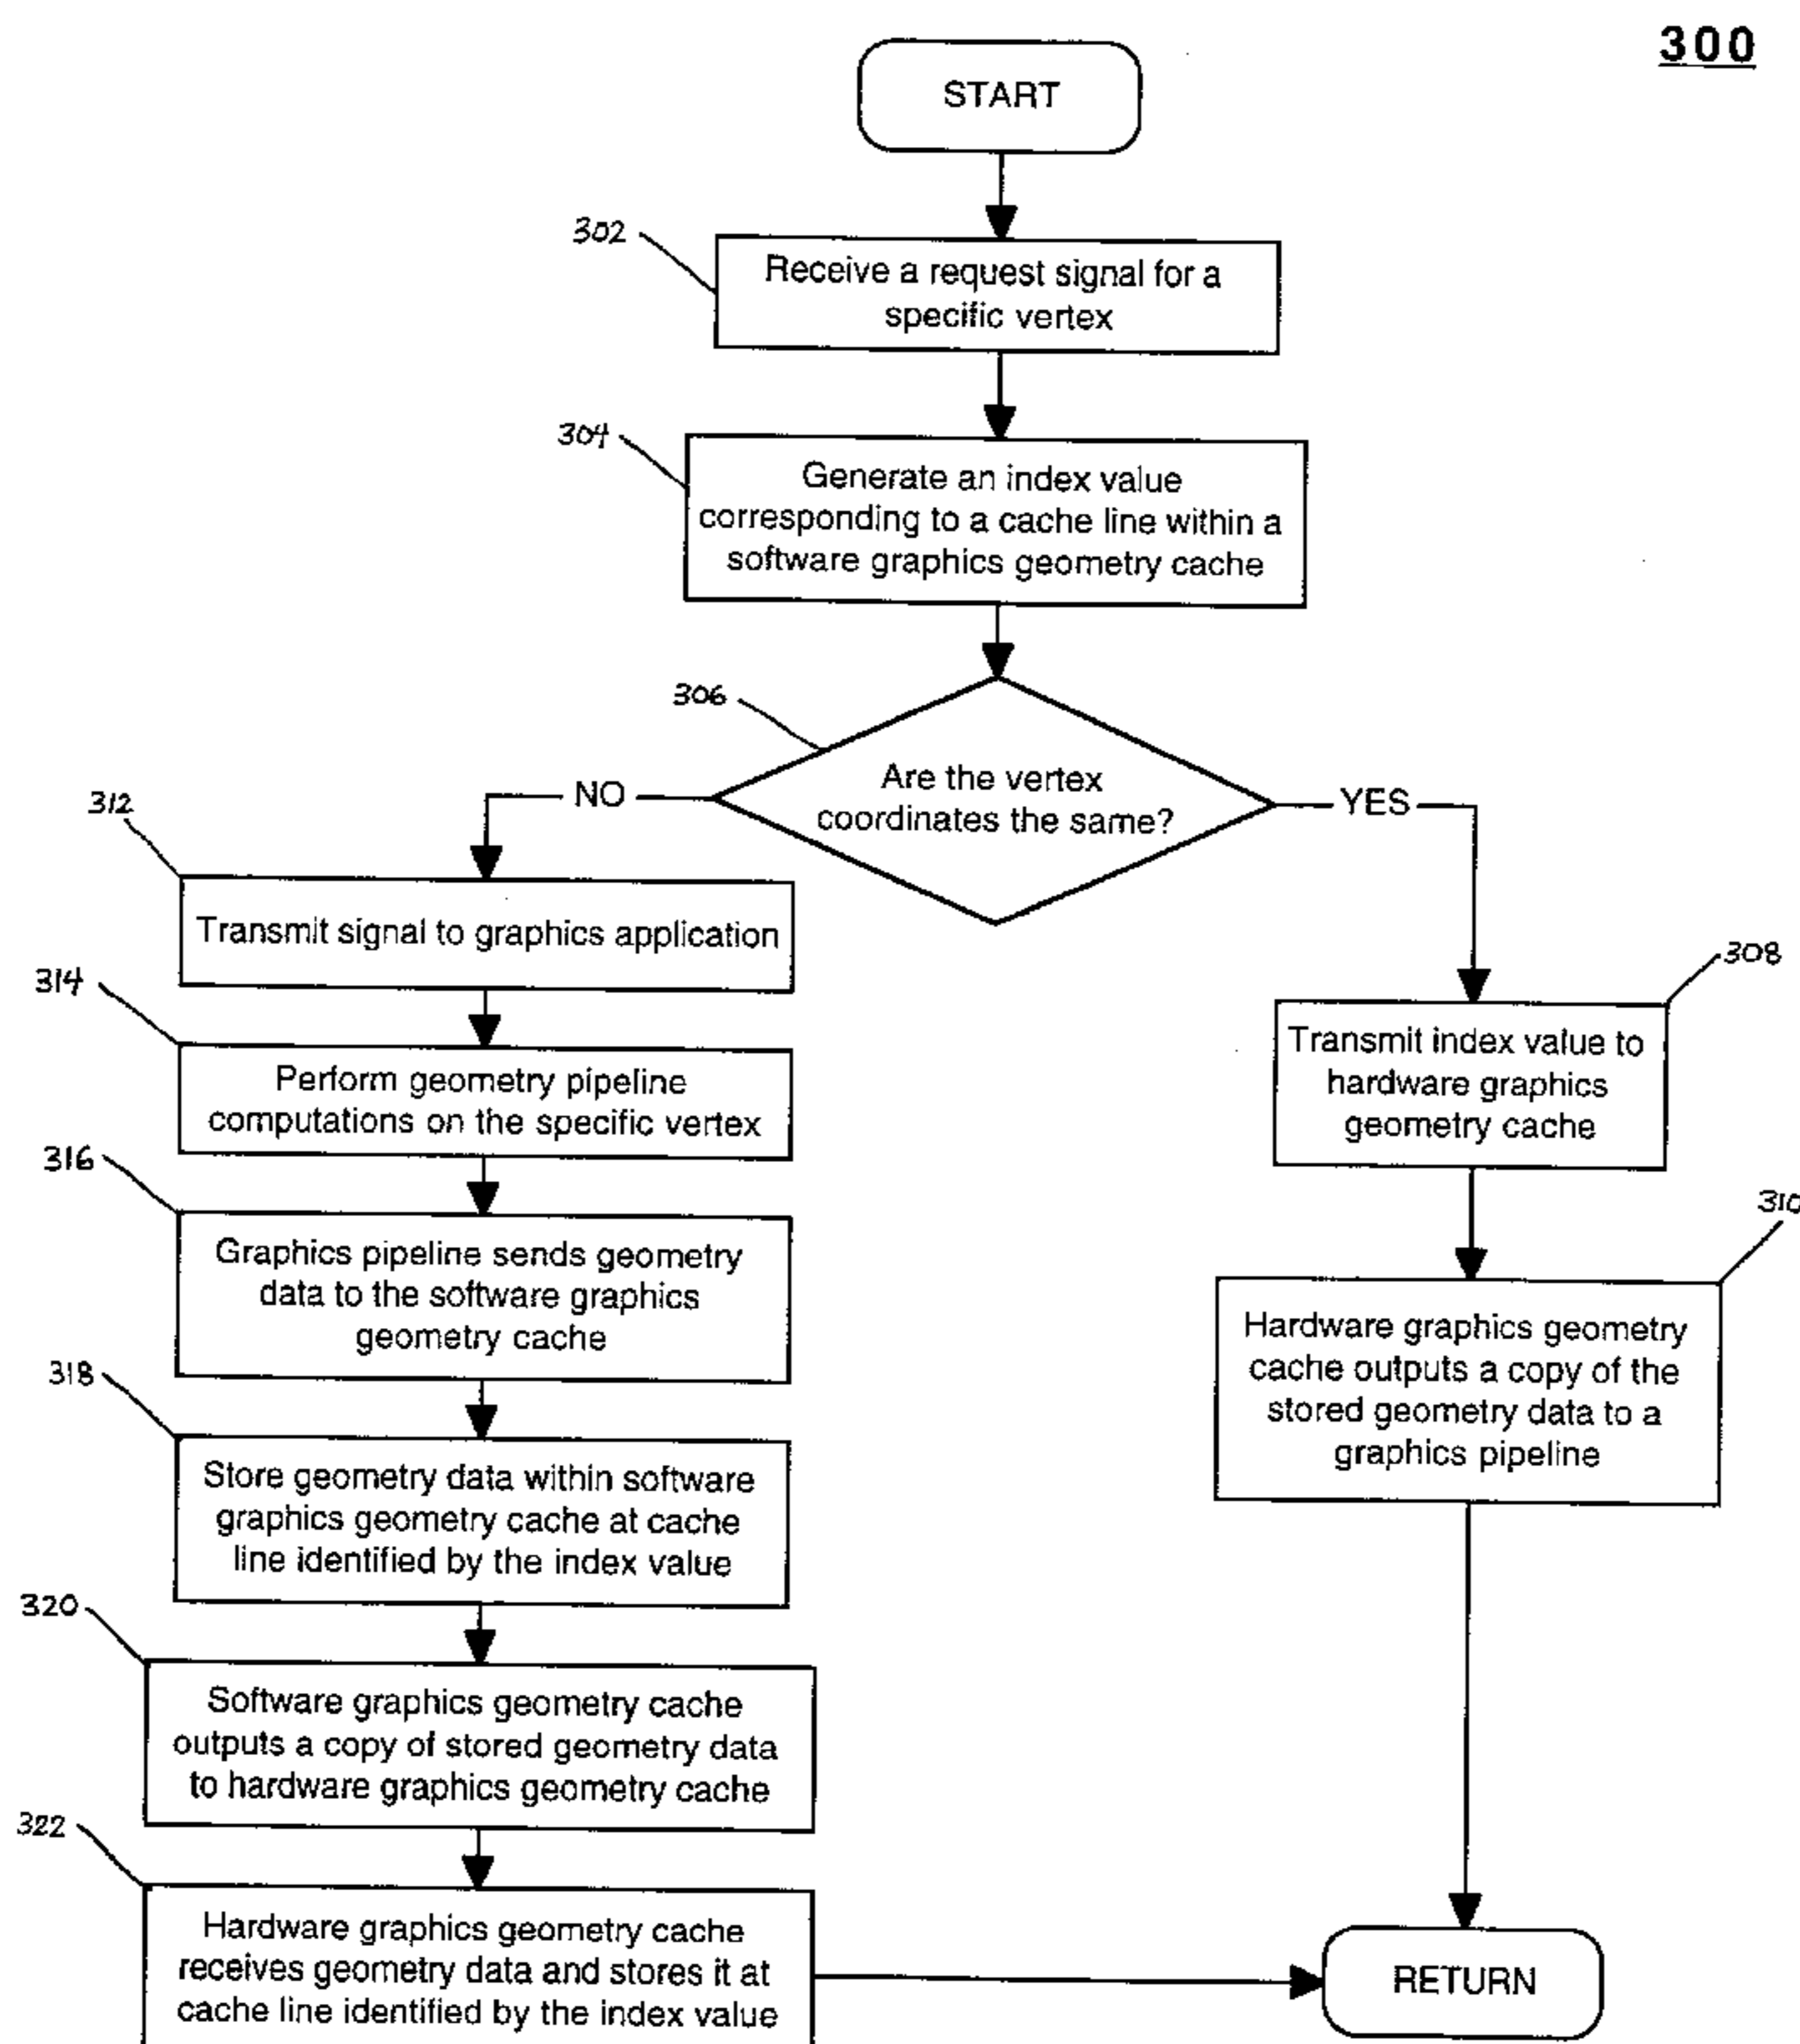 300
START
302
Receive a request signal for a
specific vertex
304
Generate an index value
corresponding to a cache line within a
software graphics geometry cache
306
Are the vertex
coordinates the same?
NO
YES
312
Transmit signal to graphics application
314
Perform geometry pipeline
computations on the specific vertex
316
Graphics pipeline sends geometry
data to the software graphics
geometry cache
318
Store geometry data within software
graphics geometry cache at cache
line identified by the index value
320
Software graphics geometry cache
outputs a copy of stored geometry data
to hardware graphics geometry cache
322
Hardware graphics geometry cache
receives geometry data and stores it at
cache line identified by the index value
308
Transmit index value to
hardware graphics
geometry cache
310
Hardware graphics geometry
cache outputs a copy of the
stored geometry data to a
graphics pipeline
RETURN